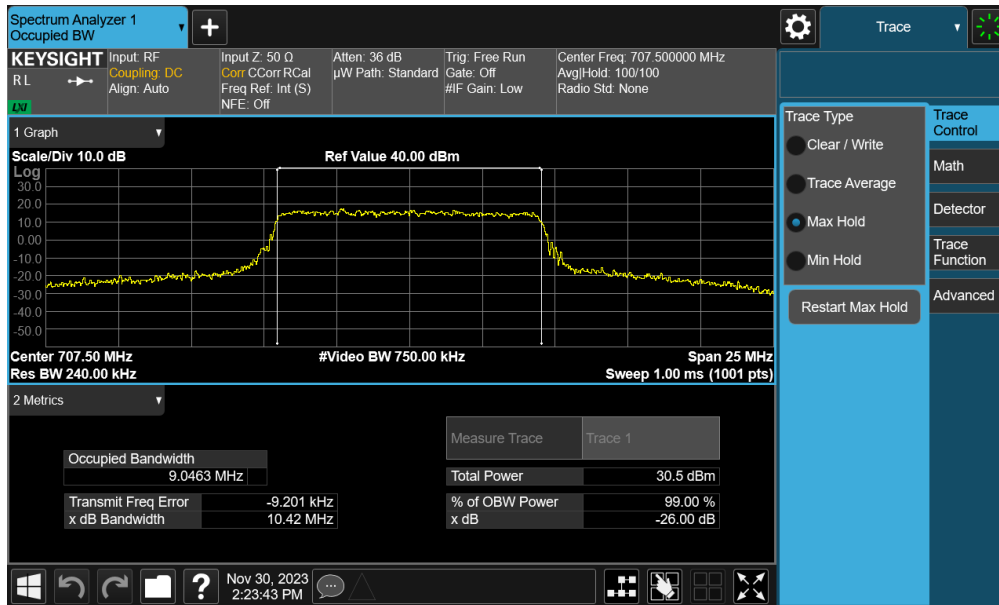 Spectrum Analyzer 1
Occupied BW
+
Trace
KEYSIGHT
R L
LXI
Input: RF
Coupling: DC
Align: Auto
Input Z: 50 Ω
Corr CCorr RCal
Freq Ref: Int (S)
NFE: Off
Atten: 36 dB
µW Path: Standard
Trig: Free Run
Gate: Off
#IF Gain: Low
Center Freq: 707.500000 MHz
Avg|Hold: 100/100
Radio Std: None
1 Graph
Scale/Div 10.0 dB
Ref Value 40.00 dBm
Log
30.0
20.0
10.0
0.00
-10.0
-20.0
-30.0
-40.0
-50.0
Center 707.50 MHz
#Video BW 750.00 kHz
Span 25 MHz
Res BW 240.00 kHz
Sweep 1.00 ms (1001 pts)
2 Metrics
Measure Trace
Trace 1
Occupied Bandwidth
9.0463 MHz
Total Power
30.5 dBm
Transmit Freq Error
-9.201 kHz
% of OBW Power
99.00 %
x dB Bandwidth
10.42 MHz
x dB
-26.00 dB
Trace Type
Clear / Write
Trace Average
Max Hold
Min Hold
Restart Max Hold
Trace
Control
Math
Detector
Trace
Function
Advanced
?
Nov 30, 2023
2:23:43 PM